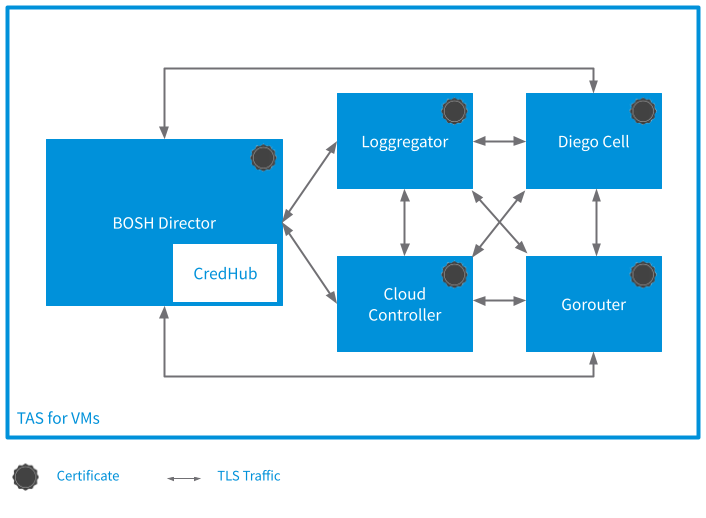 Loggregator
Diego Cell
BOSH Director
CredHub
Cloud
Controller
Gorouter
TAS for VMs
Certificate
TLS Traffic